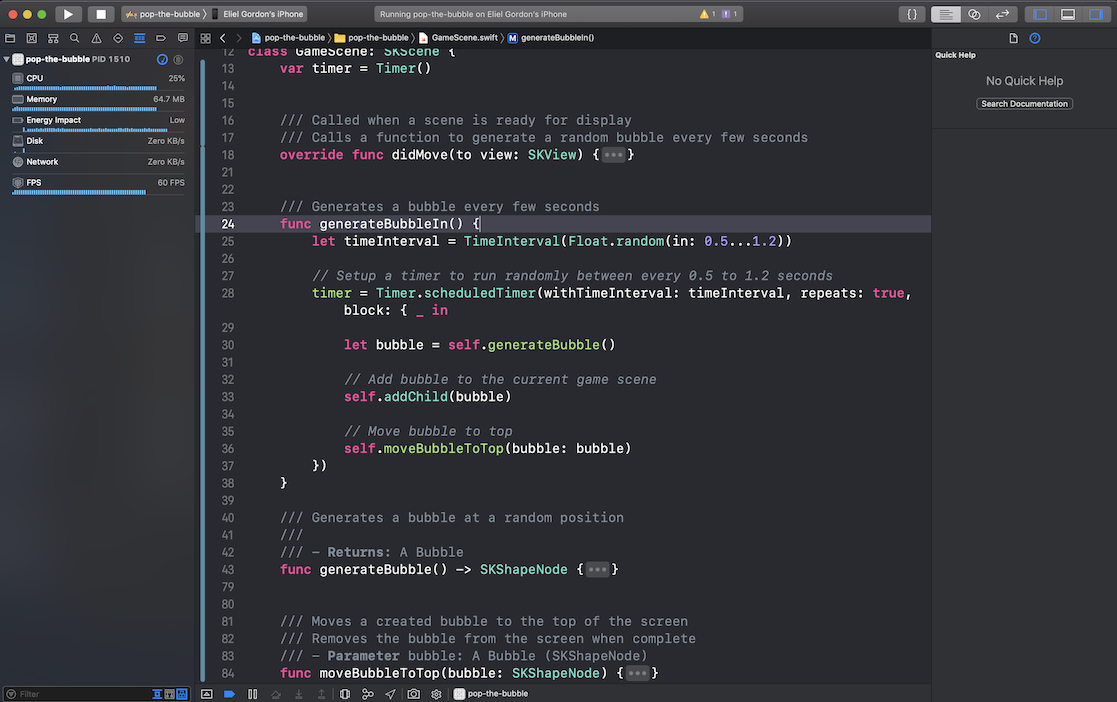 pop-the-bubble 〉 Eliel Gordon's iPhone
Running pop-the-bubble on Eliel Gordon's iPhone
1
1
{}
pop-the-bubble 〉 pop-the-bubble 〉 GameScene.swift 〉 M generateBubbleIn()
pop-the-bubble PID 1510
CPU 25%
Memory 64.7 MB
Energy Impact Low
Disk Zero KB/s
Network Zero KB/s
FPS 60 FPS
12 class GameScene: SKScene {
13 var timer = Timer()
14
15
16 /// Called when a scene is ready for display
17 /// Calls a function to generate a random bubble every few seconds
18 override func didMove(to view: SKView) {•••}
21
22
23 /// Generates a bubble every few seconds
24 func generateBubbleIn() {
25 let timeInterval = TimeInterval(Float.random(in: 0.5...1.2))
26
27 // Setup a timer to run randomly between every 0.5 to 1.2 seconds
28 timer = Timer.scheduledTimer(withTimeInterval: timeInterval, repeats: true,
block: { _ in
29
30 let bubble = self.generateBubble()
31
32 // Add bubble to the current game scene
33 self.addChild(bubble)
34
35 // Move bubble to top
36 self.moveBubbleToTop(bubble: bubble)
37 })
38 }
39
40 /// Generates a bubble at a random position
41 ///
42 /// - Returns: A Bubble
43 func generateBubble() -> SKShapeNode {•••}
79
80
81 /// Moves a created bubble to the top of the screen
82 /// Removes the bubble from the screen when complete
83 /// - Parameter bubble: A Bubble (SKShapeNode)
84 func moveBubbleToTop(bubble: SKShapeNode) {•••}
Quick Help
No Quick Help
Search Documentation
Filter
pop-the-bubble